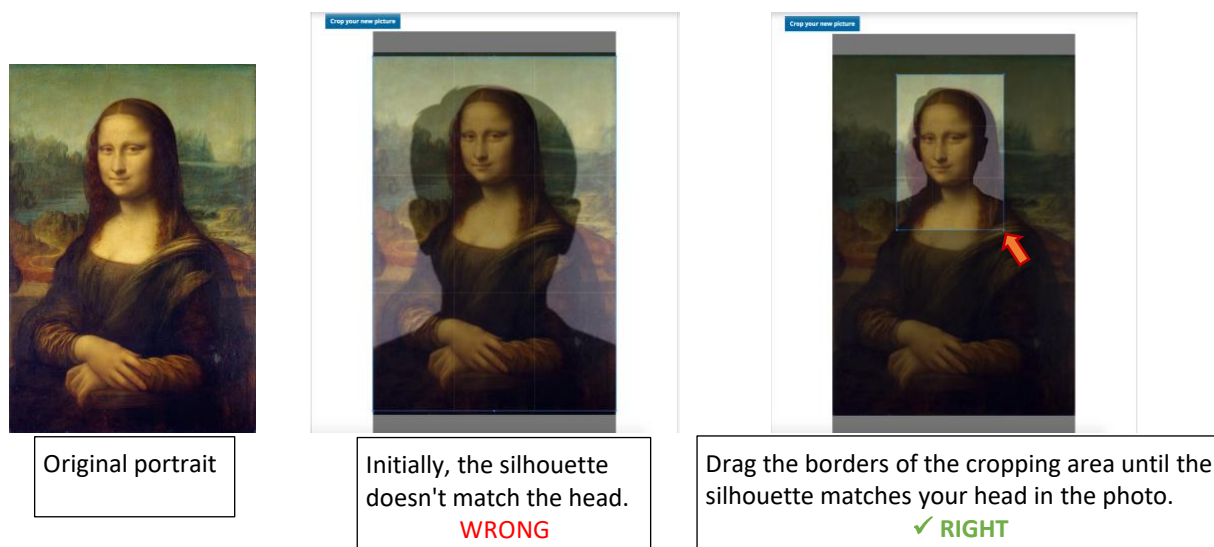 Crop your new picture
Crop your new picture
Original portrait
Initially, the silhouette
doesn't match the head.
WRONG
Drag the borders of the cropping area until the
silhouette matches your head in the photo.
✓ RIGHT